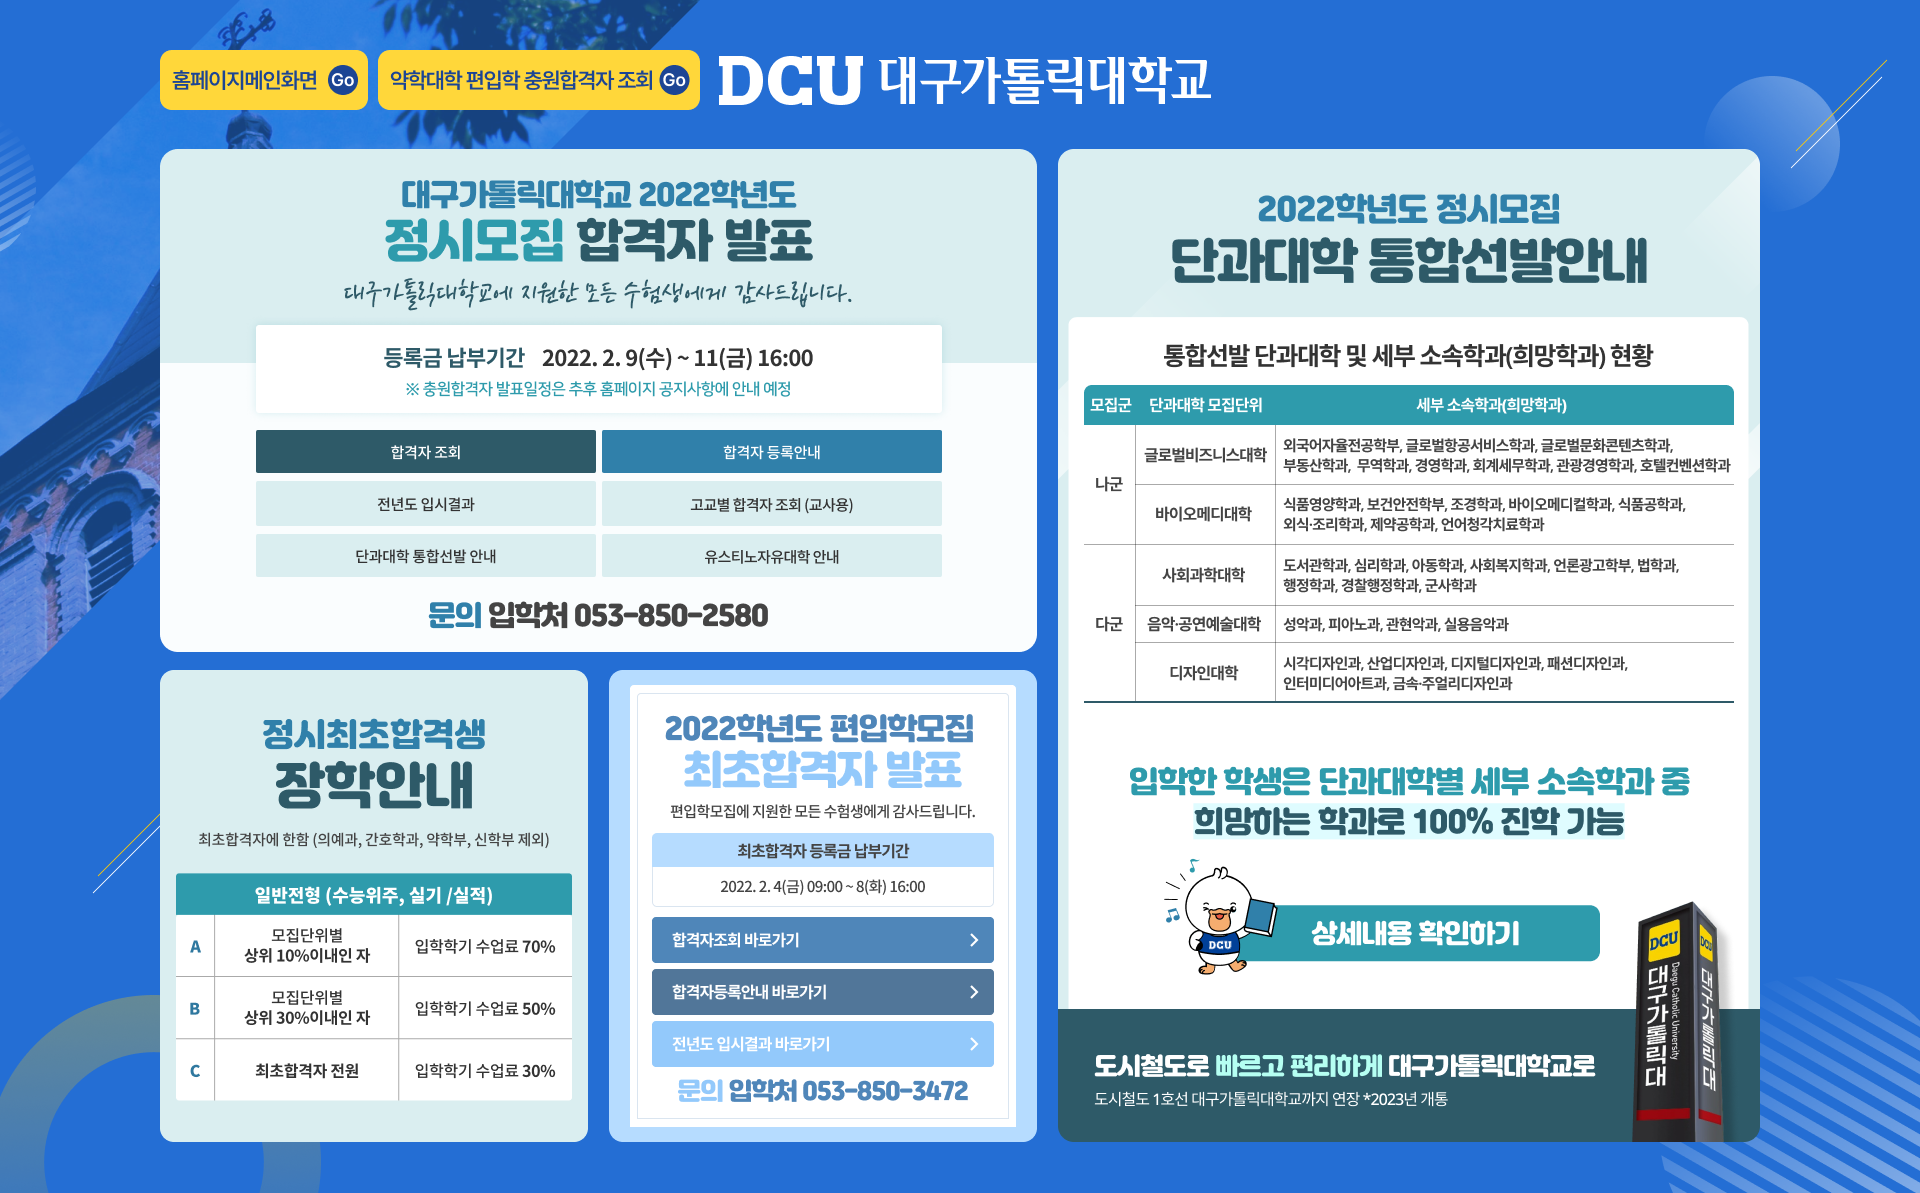 홈페이지메인화면 Go
약학대학 편입학 충원합격자 조회 Go
DCU 대구가톨릭대학교
대구가톨릭대학교 2022학년도
정시모집 합격자 발표
대구가톨릭대학교에 지원한 모든 수험생에게 감사드립니다.
등록금 납부기간 2022. 2. 9(수) ~ 11(금) 16:00
※ 충원합격자 발표일정은 추후 홈페이지 공지사항에 안내 예정
합격자 조회
합격자 등록안내
전년도 입시결과
고교별 합격자 조회 (교사용)
단과대학 통합선발 안내
유스티노자유대학 안내
문의 입학처 053-850-2580
정시최초합격생
장학안내
최초합격자에 한함 (의예과, 간호학과, 약학부, 신학부 제외)
일반전형 (수능위주, 실기 /실적)
A
모집단위별
상위 10%이내인 자
입학학기 수업료 70%
B
모집단위별
상위 30%이내인 자
입학학기 수업료 50%
C
최초합격자 전원
입학학기 수업료 30%
2022학년도 편입학모집
최초합격자 발표
편입학모집에 지원한 모든 수험생에게 감사드립니다.
최초합격자 등록금 납부기간
2022. 2. 4(금) 09:00 ~ 8(화) 16:00
합격자조회 바로가기
합격자등록안내 바로가기
전년도 입시결과 바로가기
문의 입학처 053-850-3472
2022학년도 정시모집
단과대학 통합선발안내
통합선발 단과대학 및 세부 소속학과(희망학과) 현황
모집군 단과대학 모집단위 세부 소속학과(희망학과)
나군
글로벌비즈니스대학
외국어자율전공학부, 글로벌항공서비스학과, 글로벌문화콘텐츠학과,
부동산학과, 무역학과, 경영학과, 회계세무학과, 관광경영학과, 호텔컨벤션학과
바이오메디대학
식품영양학과, 보건안전학부, 조경학과, 바이오메디컬학과, 식품공학과,
외식·조리학과, 제약공학과, 언어청각치료학과
다군
사회과학대학
도서관학과, 심리학과, 아동학과, 사회복지학과, 언론광고학부, 법학과,
행정학과, 경찰행정학과, 군사학과
음악·공연예술대학
성악과, 피아노과, 관현악과, 실용음악과
디자인대학
시각디자인과, 산업디자인과, 디지털디자인과, 패션디자인과,
인터미디어아트과, 금속·주얼리디자인과
입학한 학생은 단과대학별 세부 소속학과 중
희망하는 학과로 100% 진학 가능
DCU
상세내용 확인하기
도시철도로 빠르고 편리하게 대구가톨릭대학교로
도시철도 1호선 대구가톨릭대학교까지 연장 *2023년 개통
DCU
대구가톨릭대
Daegu Catholic University
DCU
대구가톨릭대